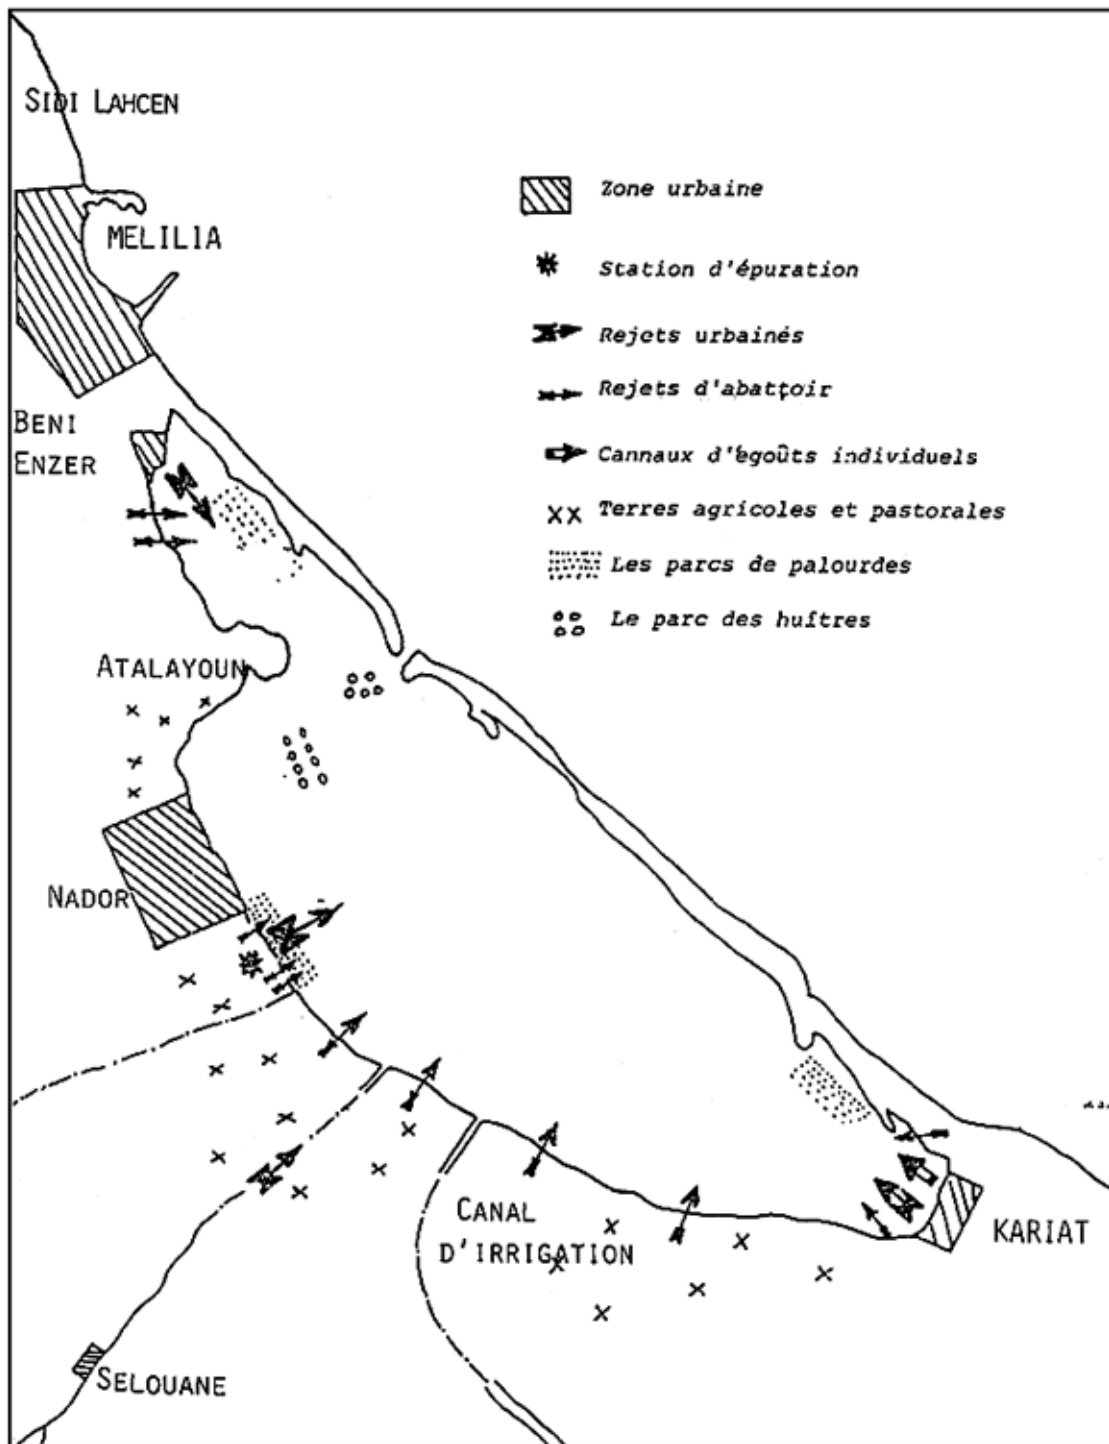 SIDI LAHCEN
MELILIA
BENI
ENZER
ATALAYOUN
NADOR
SELOUANE
CANAL
D'IRRIGATION
KARIAT
Zone urbaine
Station d'épuration
Rejets urbainés
Rejets d'abattoir
Cannaux d'égoûts individuels
Terres agricoles et pastorales
Les parcs de palourdes
Le parc des huîtres